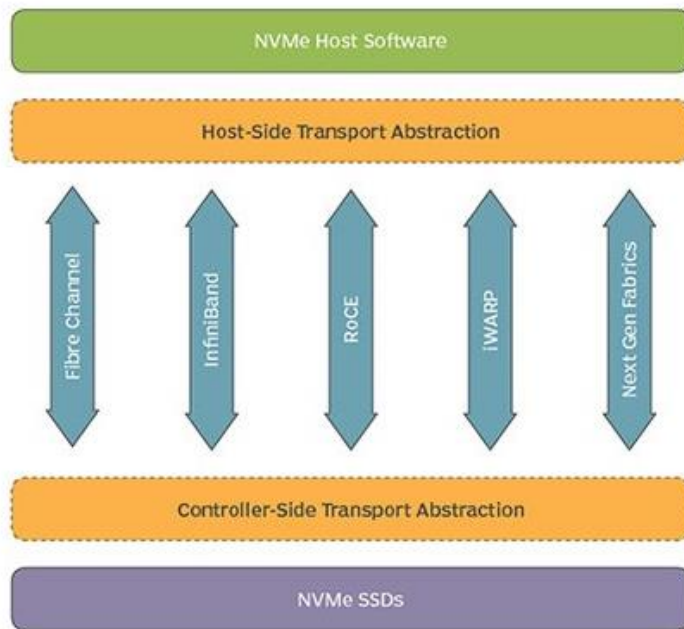 NVMe Host Software
Host-Side Transport Abstraction
Fibre Channel
InfiniBand
RoCE
iWARP
Next Gen Fabrics
Controller-Side Transport Abstraction
NVMe SSDs